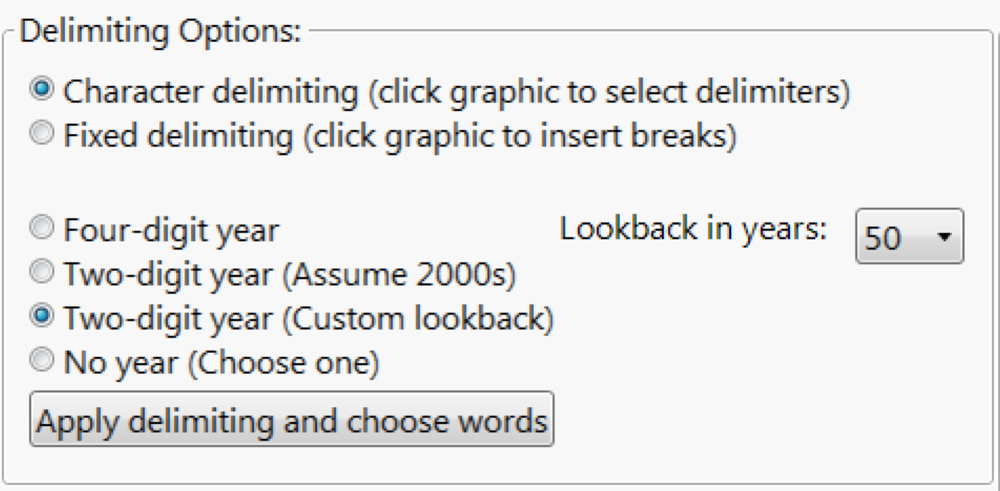 Delimiting Options:
Character delimiting (click graphic to select delimiters)
Fixed delimiting (click graphic to insert breaks)
Four-digit year
Lookback in years:
50
Two-digit year (Assume 2000s)
Two-digit year (Custom lookback)
No year (Choose one)
Apply delimiting and choose words